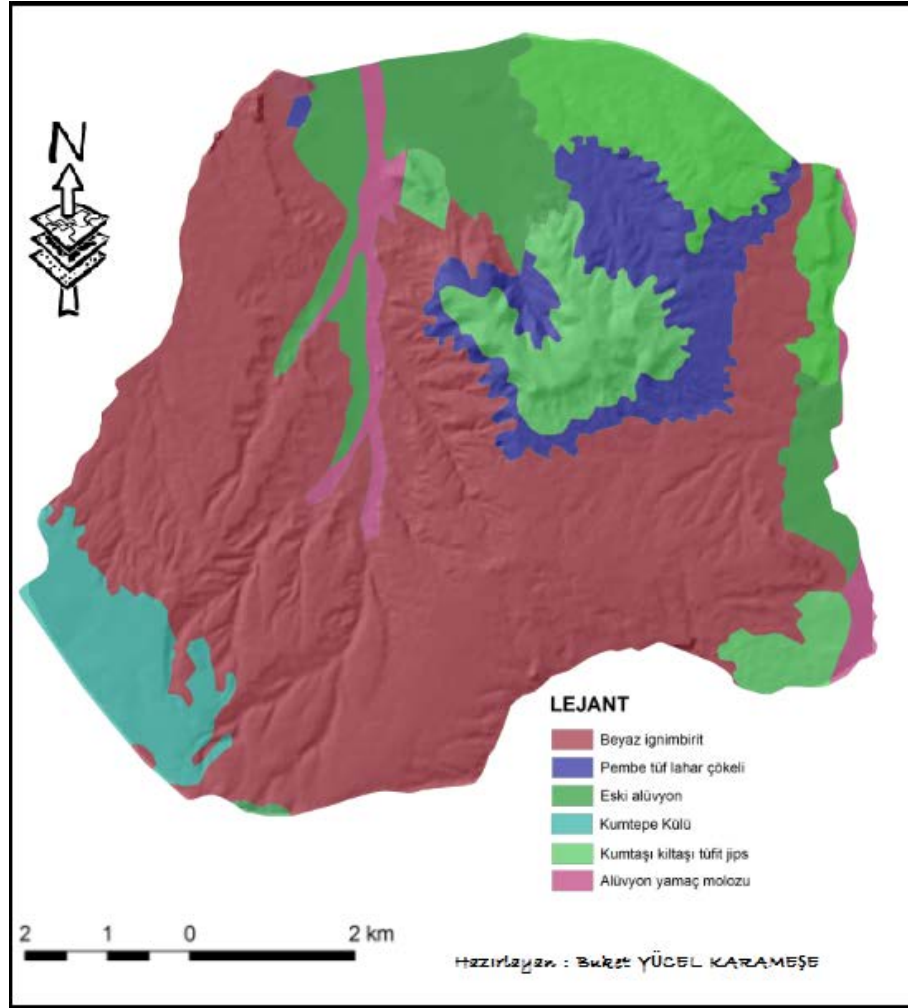 N
LEJANT
Beyaz ignimbirit
Pembe tüf lahar çökeli
Eski alüvyon
Kumtepe Külü
Kumtaşı kiltaşı tüfit jips
Alüvyon yamaç molozu
2 1 0 2 km
Hazırlayan : Buket YÜCEL KARAMEŞE